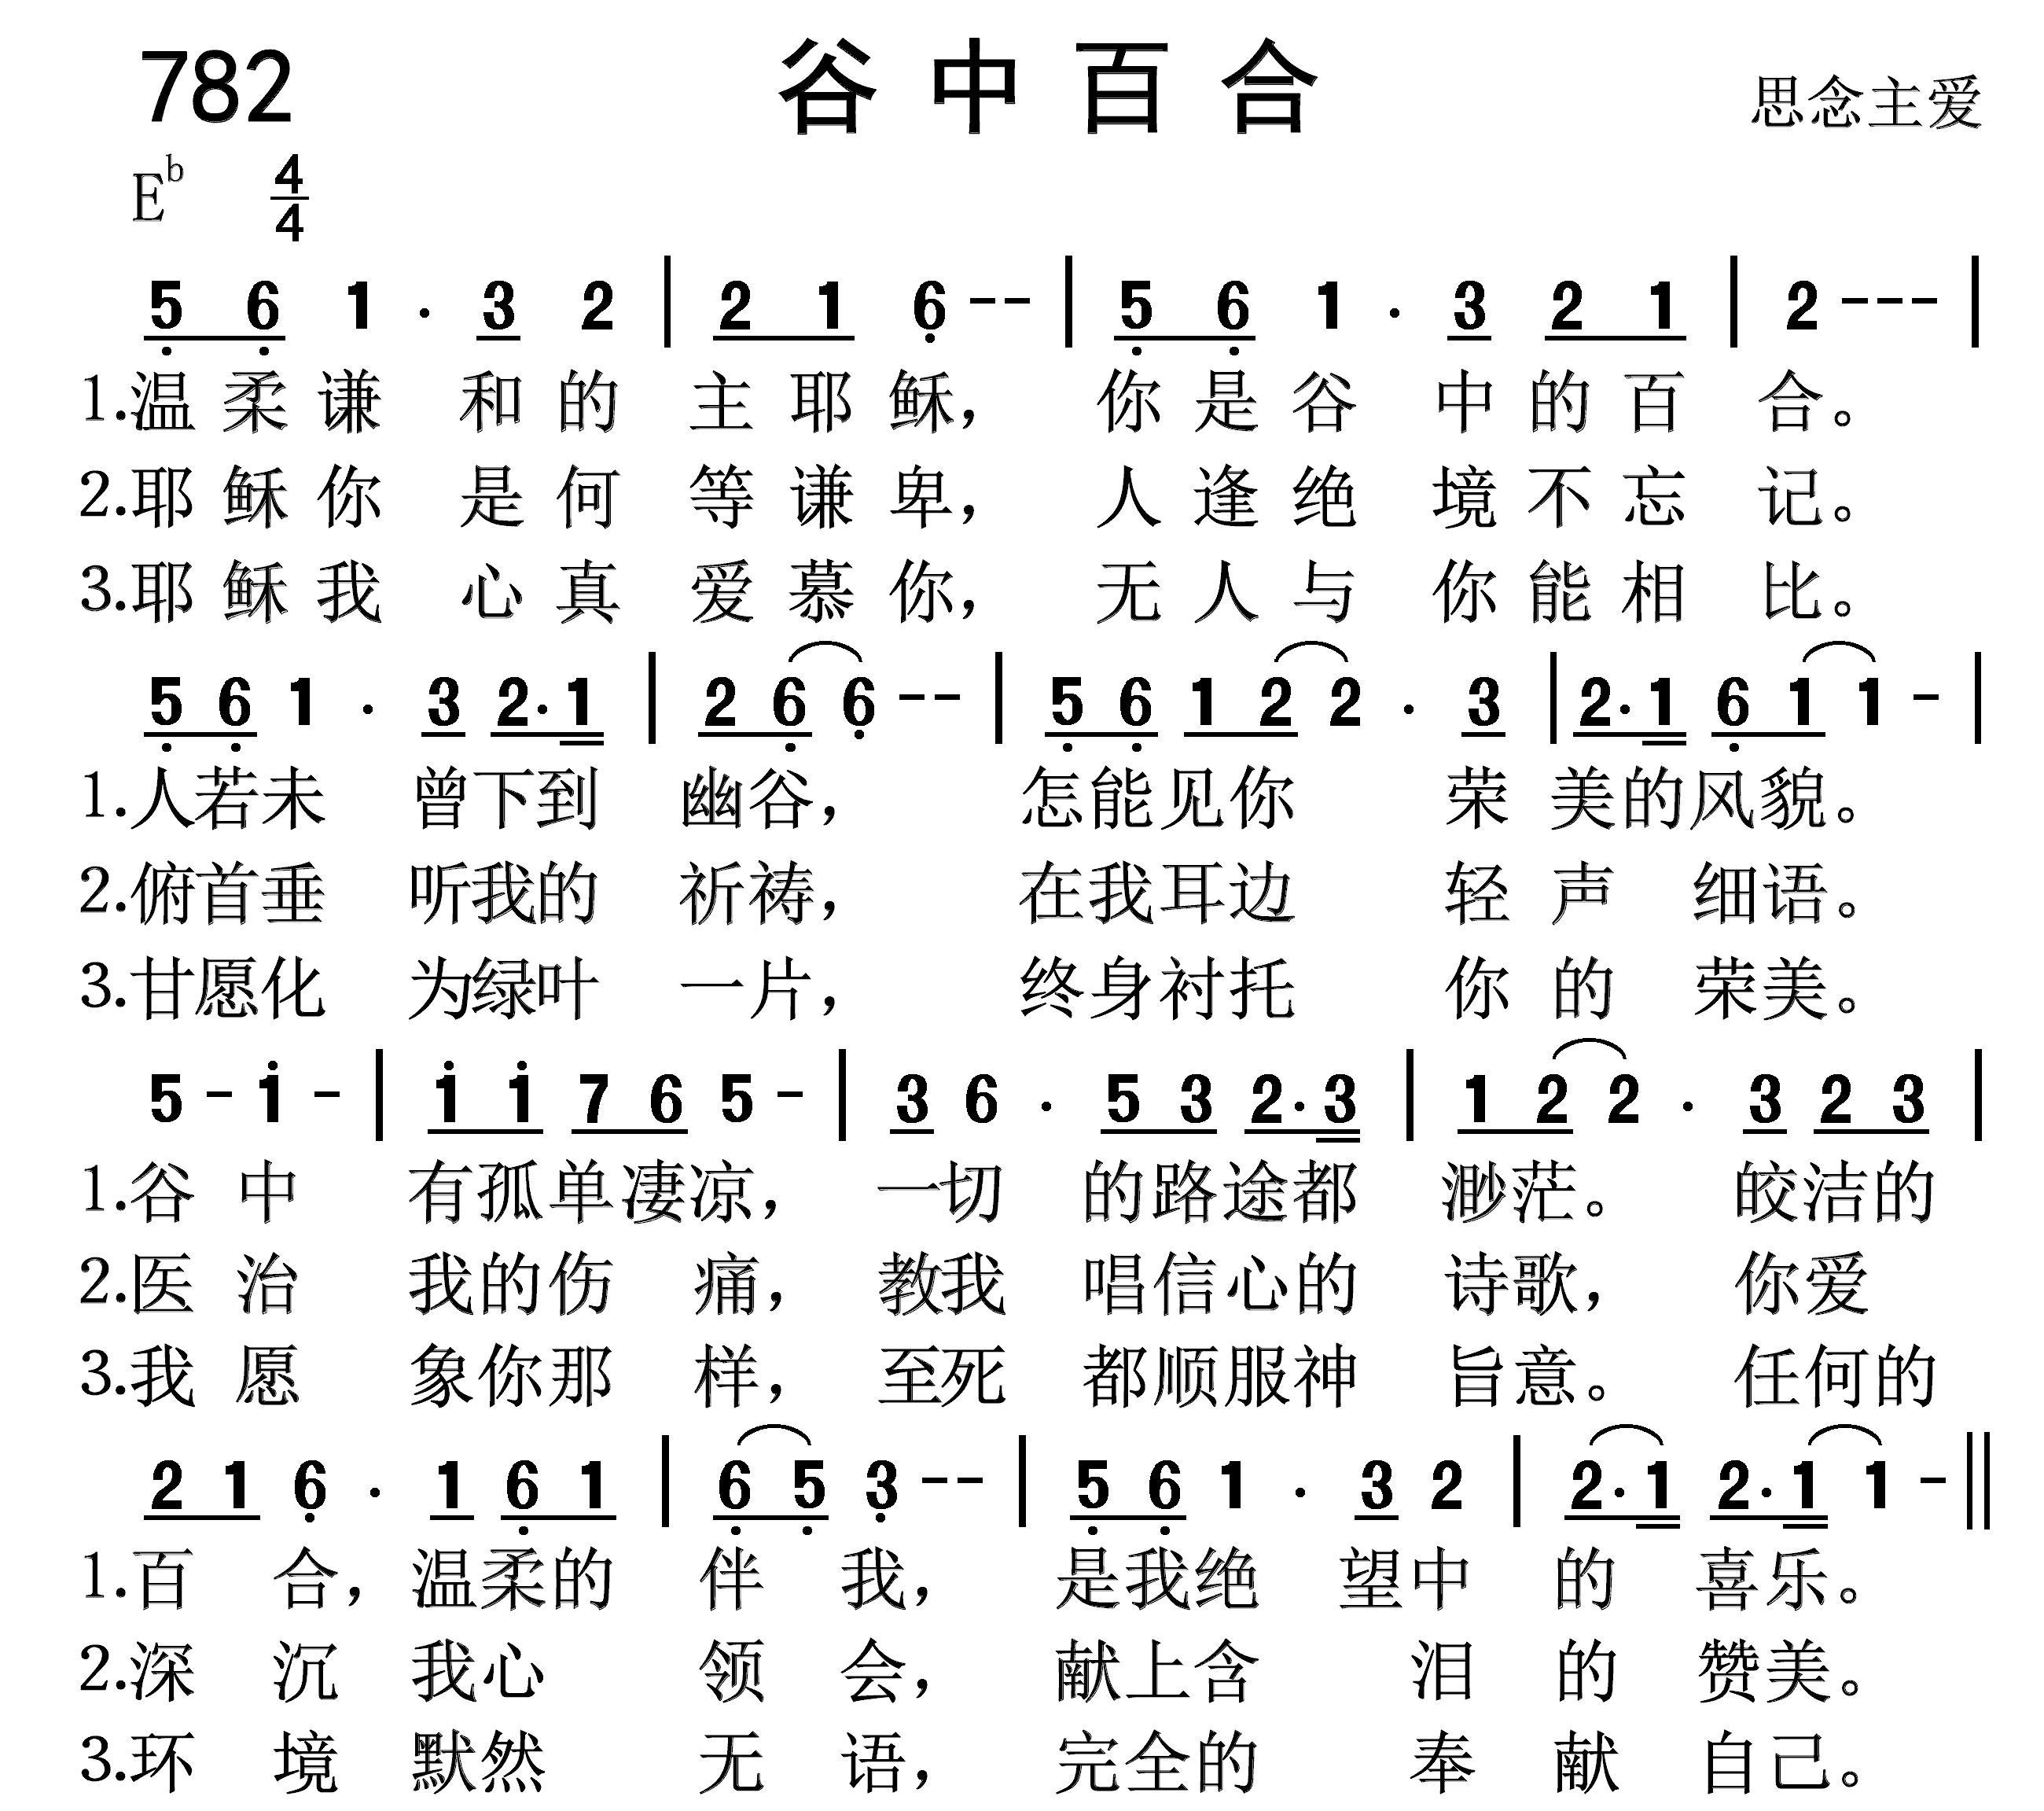 782 谷中百合 思念主爱
E♭ 4/4
5 6 1 · 3 2 | 2 1 6 - - | 5 6 1 · 3 2 1 | 2 - - - |
1.温柔谦和的主耶稣，你是谷中的百合。
2.耶稣你是何等谦卑，人逢绝境不忘记。
3.耶稣我心真爱慕你，无人与你能相比。
5 6 1 · 3 2 · 1 | 2 6 6 - - | 5 6 1 2 2 · 3 | 2 · 1 6 1 1 - |
1.人若未曾下到幽谷，怎能见你荣美的风貌。
2.俯首垂听我的祈祷，在我耳边轻声细语。
3.甘愿化为绿叶一片，终身衬托你的荣美。
5 - 1 - | 1 1 7 6 5 - | 3 6 · 5 3 2 · 3 | 1 2 2 · 3 2 3 |
1.谷中有孤单凄凉，一切的路途都渺茫。皎洁的
2.医治我的伤痛，教我唱信心的诗歌，你爱
3.我愿象你那样，至死都顺服神旨意。任何的
2 1 6 · 1 6 1 | 6 5 3 - - | 5 6 1 · 3 2 | 2 · 1 2 · 1 1 - ||
1.百合，温柔的伴我，是我绝望中的喜乐。
2.深沉我心领会，献上含泪的赞美。
3.环境默然无语，完全的奉献自己。